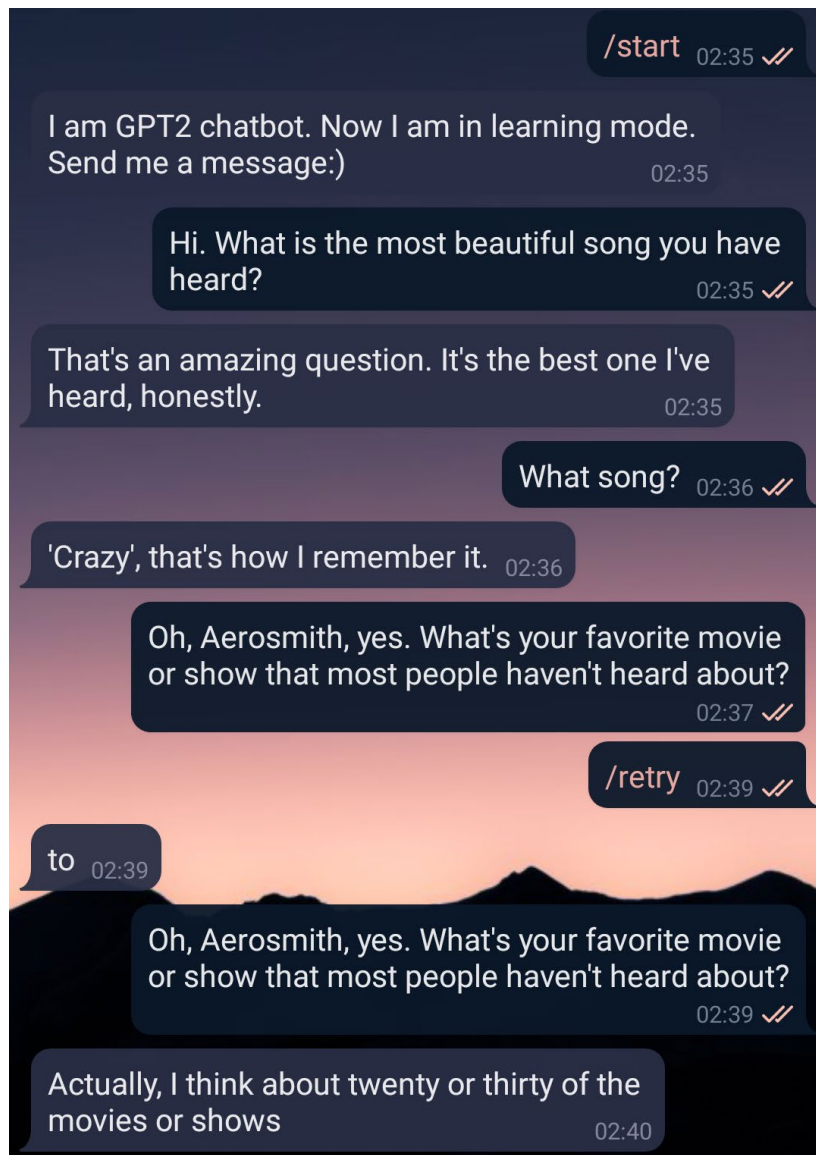 /start 02:35
I am GPT2 chatbot. Now I am in learning mode.
Send me a message:) 02:35
Hi. What is the most beautiful song you have
heard? 02:35
That's an amazing question. It's the best one I've
heard, honestly. 02:35
What song? 02:36
'Crazy', that's how I remember it. 02:36
Oh, Aerosmith, yes. What's your favorite movie
or show that most people haven't heard about?
02:37
/retry 02:39
to 02:39
Oh, Aerosmith, yes. What's your favorite movie
or show that most people haven't heard about?
02:39
Actually, I think about twenty or thirty of the
movies or shows 02:40